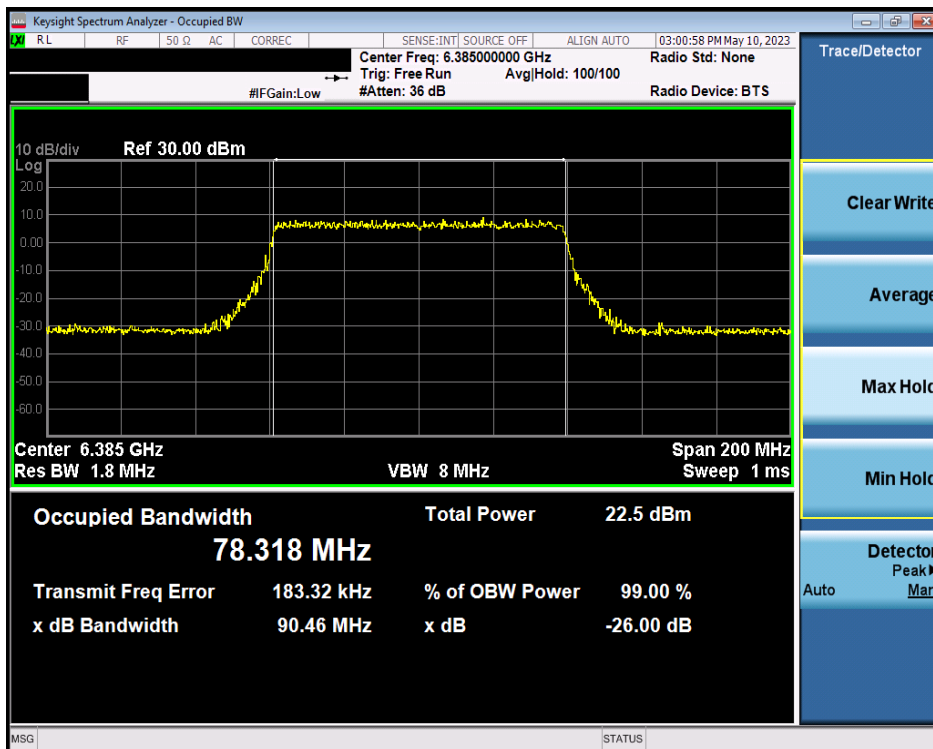 Keysight Spectrum Analyzer - Occupied BW
LXI RL RF 50 Ω AC CORREC SENSE:INT SOURCE OFF ALIGN AUTO 03:00:58 PM May 10, 2023
Center Freq: 6.385000000 GHz Radio Std: None
Trig: Free Run Avg|Hold: 100/100
#IFGain:Low #Atten: 36 dB Radio Device: BTS
Trace/Detector
10 dB/div Ref 30.00 dBm
Log
20.0
10.0
0.00
-10.0
-20.0
-30.0
-40.0
-50.0
-60.0
Center 6.385 GHz Span 200 MHz
Res BW 1.8 MHz VBW 8 MHz Sweep 1 ms
Occupied Bandwidth Total Power 22.5 dBm
78.318 MHz
Transmit Freq Error 183.32 kHz % of OBW Power 99.00 %
x dB Bandwidth 90.46 MHz x dB -26.00 dB
Clear Write
Average
Max Hold
Min Hold
Detector
Peak
Auto Man
MSG STATUS